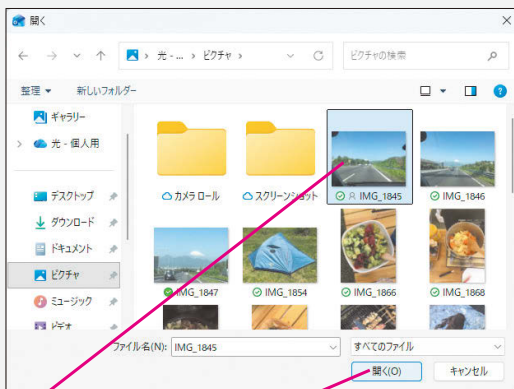 開く
光 - ... > ピクチャ >
ピクチャの検索
整理
新しいフォルダー
ギャラリー
光 - 個人用
デスクトップ
ダウンロード
ドキュメント
ピクチャ
ミュージック
ビデオ
カメラ ロール
スクリーンショット
IMG_1845
IMG_1846
IMG_1847
IMG_1854
IMG_1866
IMG_1868
ファイル名(N):
IMG_1845
すべてのファイル
開く(O)
キャンセル